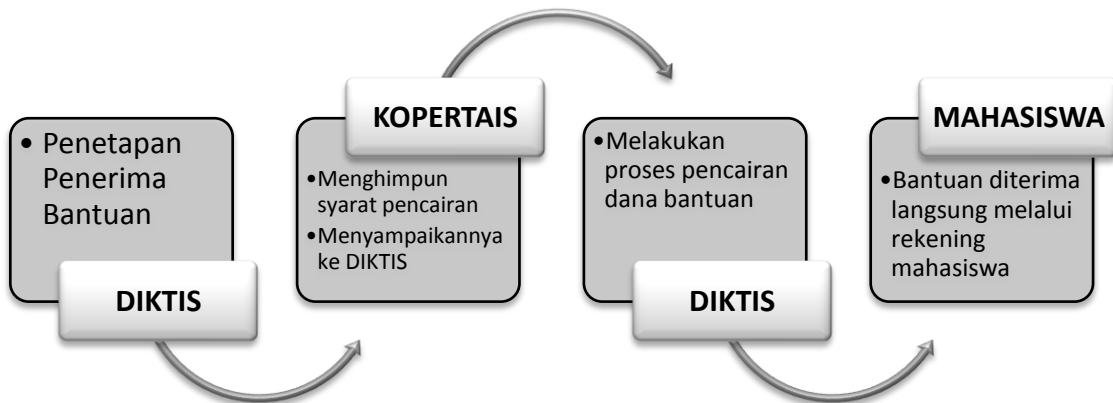 • Penetapan
Penerima
Bantuan
DIKTIS
KOPERTAIS
•Menghimpun
syarat pencairan
•Menyampaikannya
ke DIKTIS
•Melakukan
proses pencairan
dana bantuan
DIKTIS
MAHASISWA
•Bantuan diterima
langsung melalui
rekening
mahasiswa